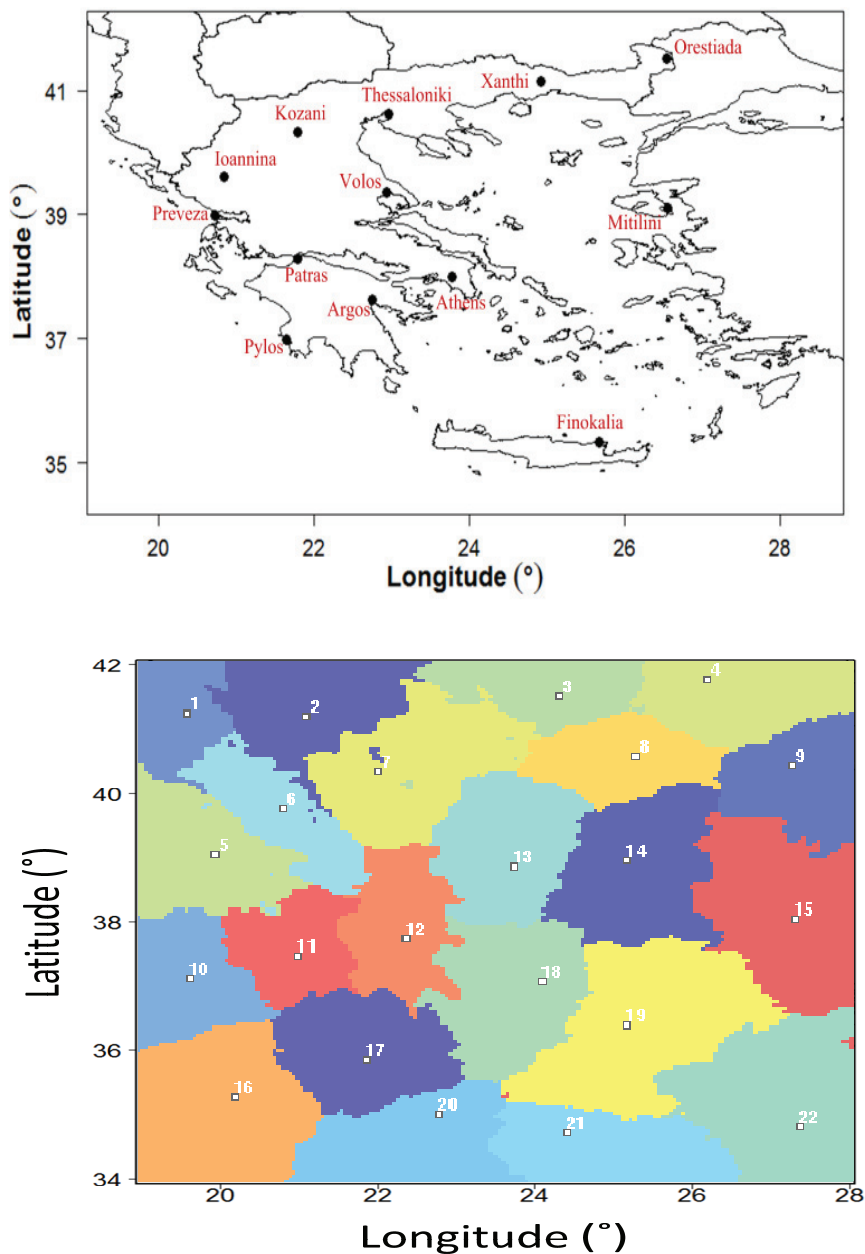 Orestiada
41
Xanthi
Thessaloniki
Kozani
Ioannina
Volos
39
Preveza
Mitilini
Patras
Athens
Argos
37
Pylos
Finokalia
35
Latitude (°)
20 22 24 26 28
Longitude (°)
42
4
3
1
2
8
9
7
40
6
5
13
14
15
12
38
11
10
18
19
36
17
16
20
21
22
34
Latitude (°)
20 22 24 26 28
Longitude (°)